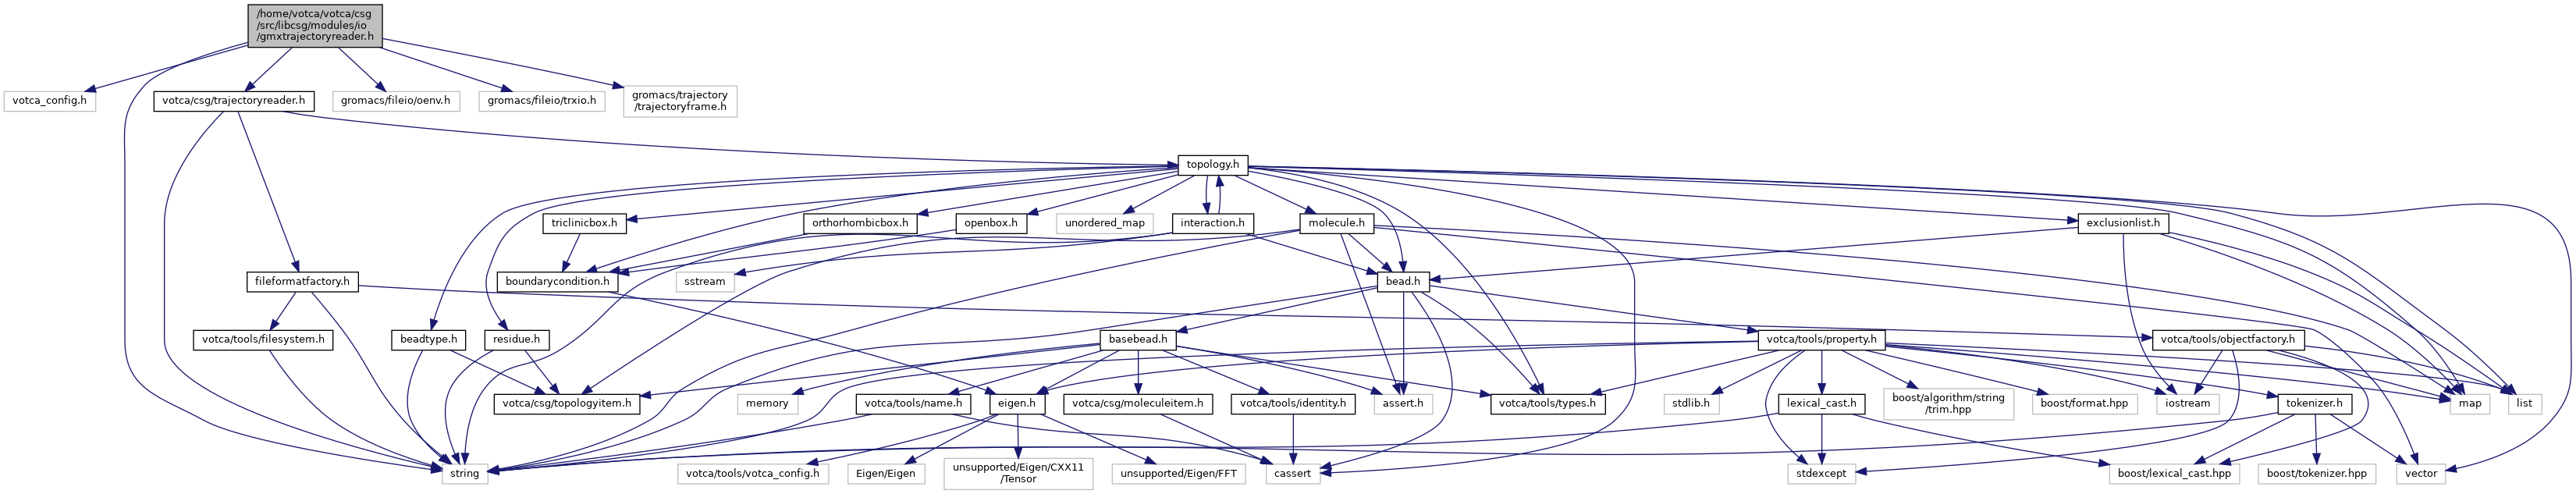 /home/votca/votca/csg
/src/libcsg/modules/io
/gmxtrajectoryreader.h
votca_config.h
votca/csg/trajectoryreader.h
gromacs/fileio/oenv.h
gromacs/fileio/trxio.h
gromacs/trajectory
/trajectoryframe.h
topology.h
triclinicbox.h
orthorhombicbox.h
openbox.h
unordered_map
interaction.h
molecule.h
exclusionlist.h
fileformatfactory.h
boundarycondition.h
sstream
bead.h
votca/tools/filesystem.h
beadtype.h
residue.h
basebead.h
votca/tools/property.h
votca/tools/objectfactory.h
votca/csg/topologyitem.h
memory
votca/tools/name.h
eigen.h
votca/csg/moleculeitem.h
votca/tools/identity.h
assert.h
votca/tools/types.h
stdlib.h
lexical_cast.h
boost/algorithm/string
/trim.hpp
boost/format.hpp
iostream
tokenizer.h
map
list
string
votca/tools/votca_config.h
Eigen/Eigen
unsupported/Eigen/CXX11
/Tensor
unsupported/Eigen/FFT
cassert
stdexcept
boost/lexical_cast.hpp
boost/tokenizer.hpp
vector